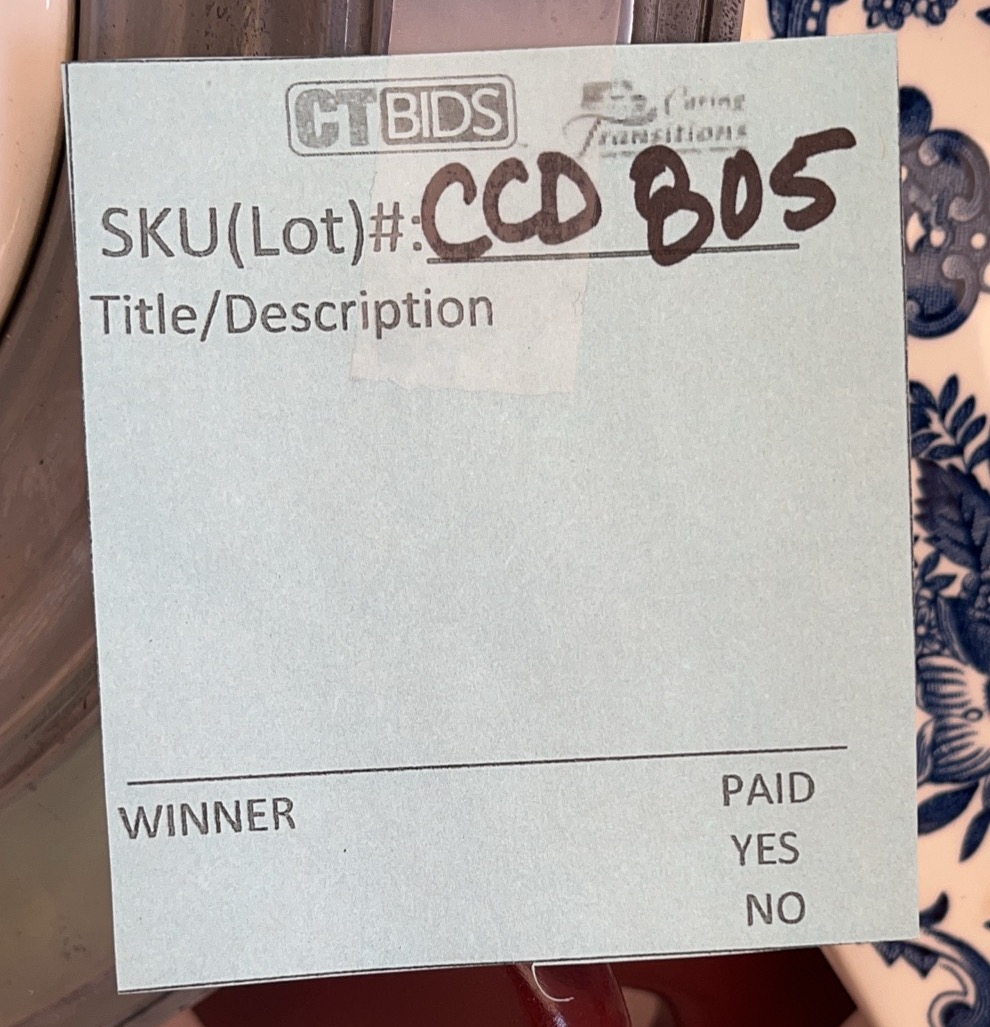 CTBIDS
Caring
Transitions
SKU(Lot)#: CCD 805
Title/Description
WINNER
PAID
YES
NO